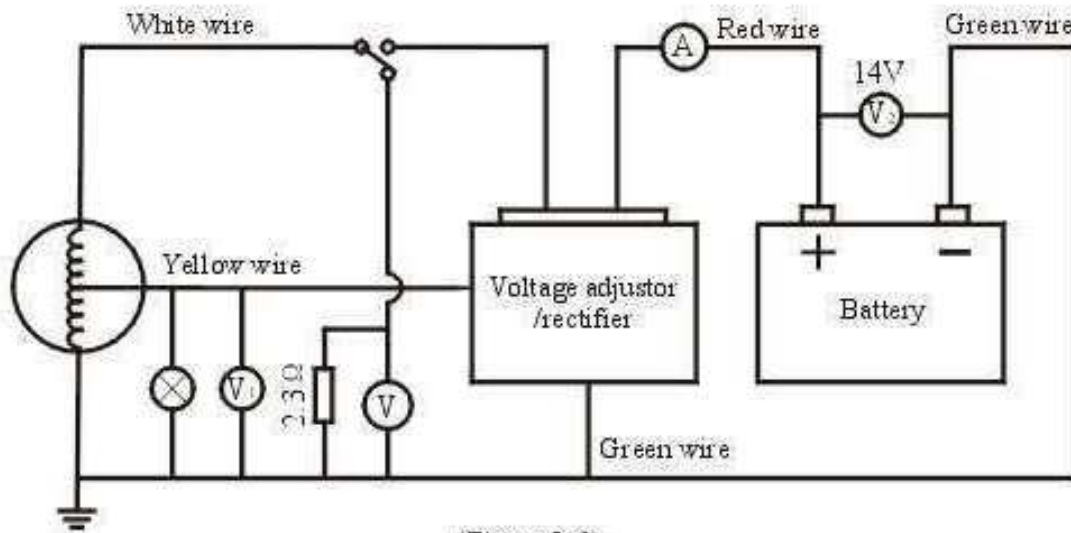 White wire
A
Red wire
Green wire
14V
V₂
Yellow wire
Voltage adjustor
/rectifier
+
−
Battery
V₁
2.3Ω
V
Green wire